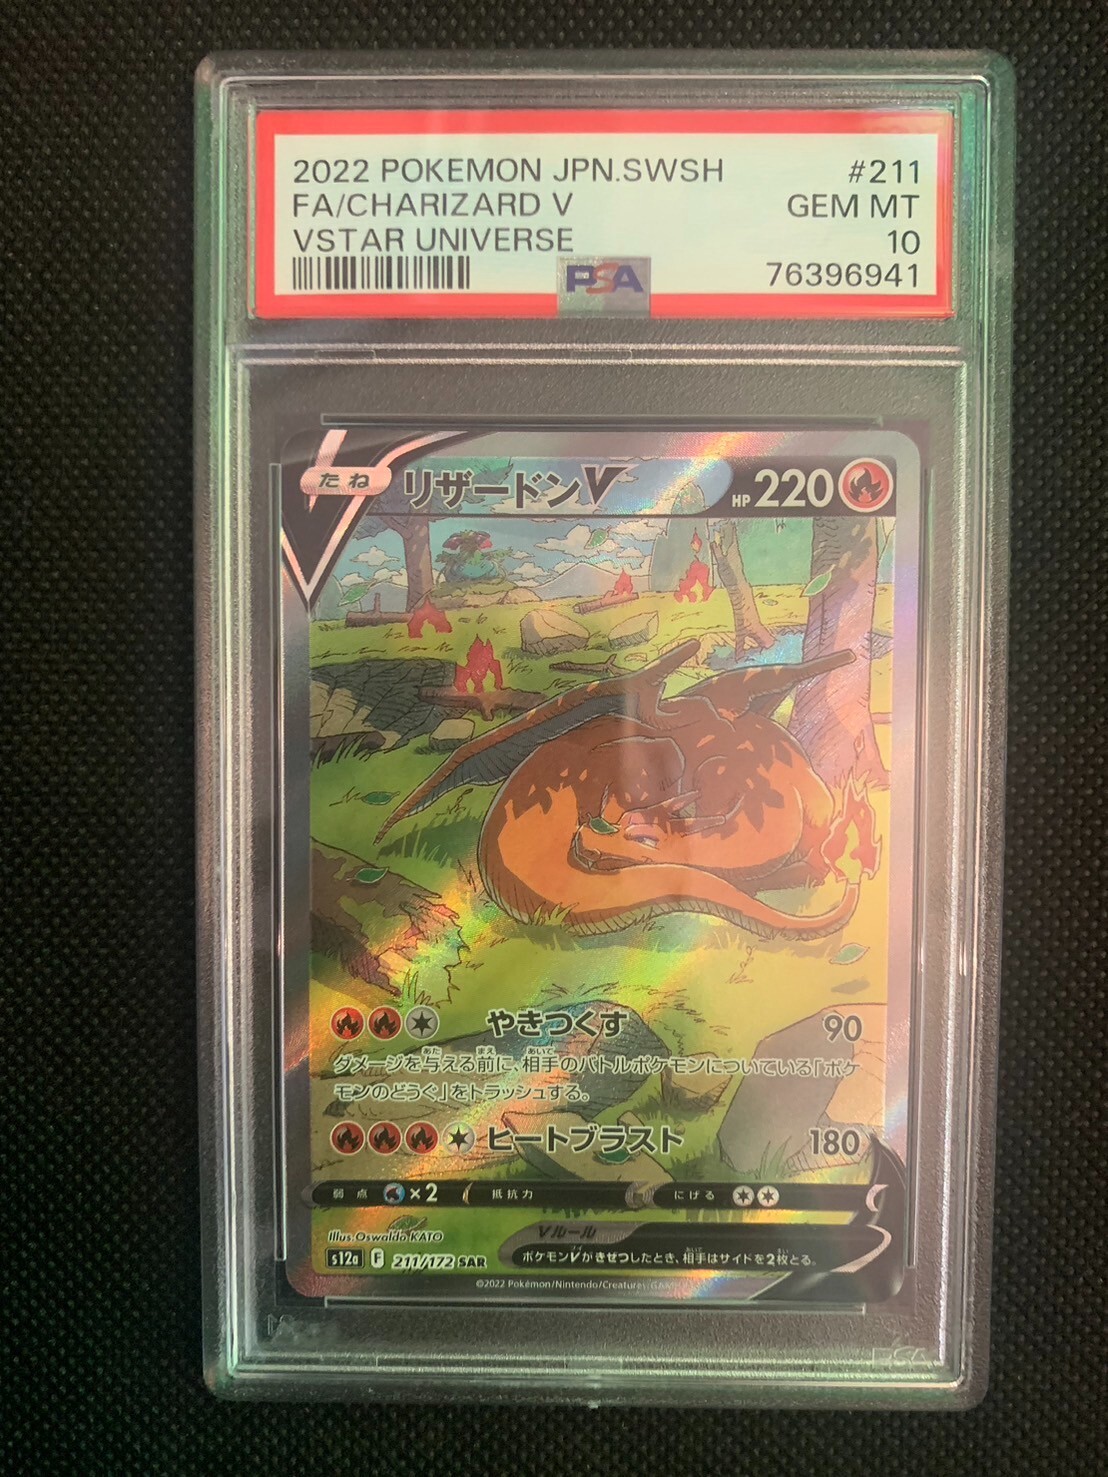 2022 POKEMON JPN.SWSH #211
FA/CHARIZARD V GEM MT
VSTAR UNIVERSE 10
PSA 76396941
たね リザードンV HP 220
やきつくす 90
ダメージを与える前に、相手のバトルポケモンについている「ポケ
モンのどうぐ」をトラッシュする。
ヒートブラスト 180
弱点 ×2 抵抗力 にげる
Illus. Oswaldo KATO
Vルール
s12a F 211/172 SAR
ポケモンVがきぜつしたとき、相手はサイドを2枚とる。
©2022 Pokémon/Nintendo/Creatures/GAME
PSA